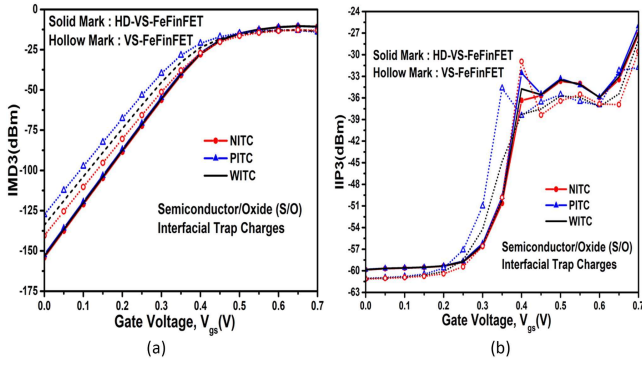 Solid Mark : HD-VS-FeFinFET
Hollow Mark : VS-FeFinFET
NITC
PITC
WITC
Semiconductor/Oxide (S/O)
Interfacial Trap Charges
IMD3(dBm)
0
-25
-50
-75
-100
-125
-150
-175
0.0 0.1 0.2 0.3 0.4 0.5 0.6 0.7
Gate Voltage, Vgs(V)
(a)
Solid Mark : HD-VS-FeFinFET
Hollow Mark : VS-FeFinFET
NITC
PITC
WITC
Semiconductor/Oxide (S/O)
Interfacial Trap Charges
IIP3(dBm)
-24
-27
-30
-33
-36
-39
-42
-45
-48
-51
-54
-57
-60
-63
0.0 0.1 0.2 0.3 0.4 0.5 0.6 0.7
Gate Voltage, Vgs(V)
(b)